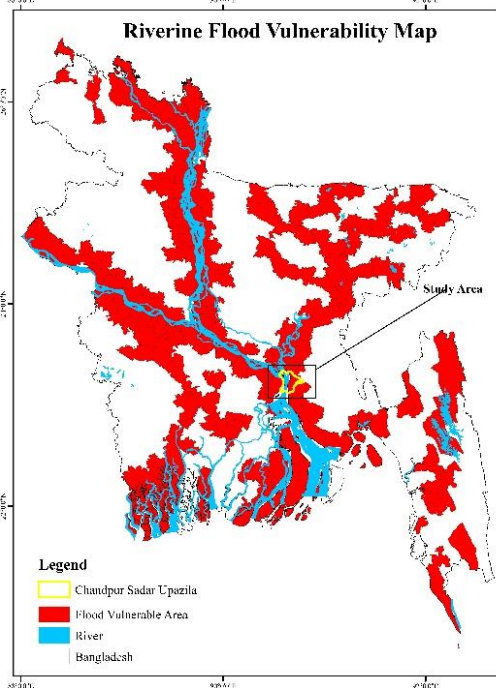 Riverine Flood Vulnerability Map
Study Area
Legend
Chandpur Sadar Upazila
Flood Vulnerable Area
River
Bangladesh